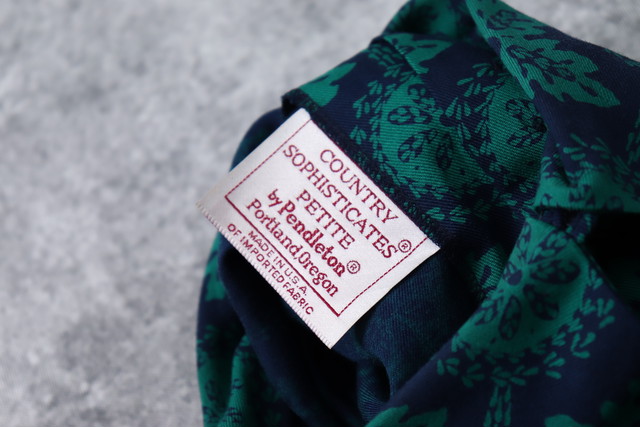 COUNTRY
SOPHISTICATES®
PETITE
by Pendleton®
Portland, Oregon
MADE IN U.S.A.
OF IMPORTED FABRIC